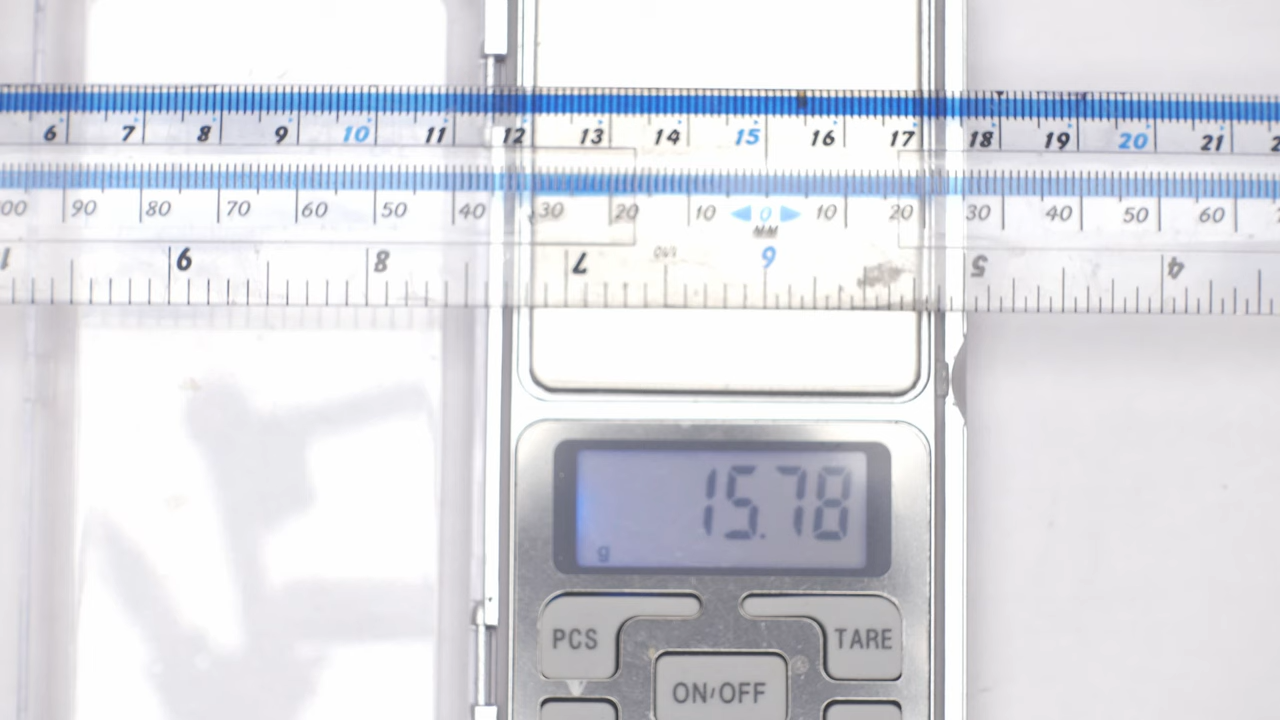 6 7 8 9 10 11 12 13 14 15 16 17 18 19 20 21
90 80 70 60 50 40 30 20 10 0 10 20 30 40 50 60
MM
9 8 7 6 5 4
15.78
g
PCS TARE
ON/OFF